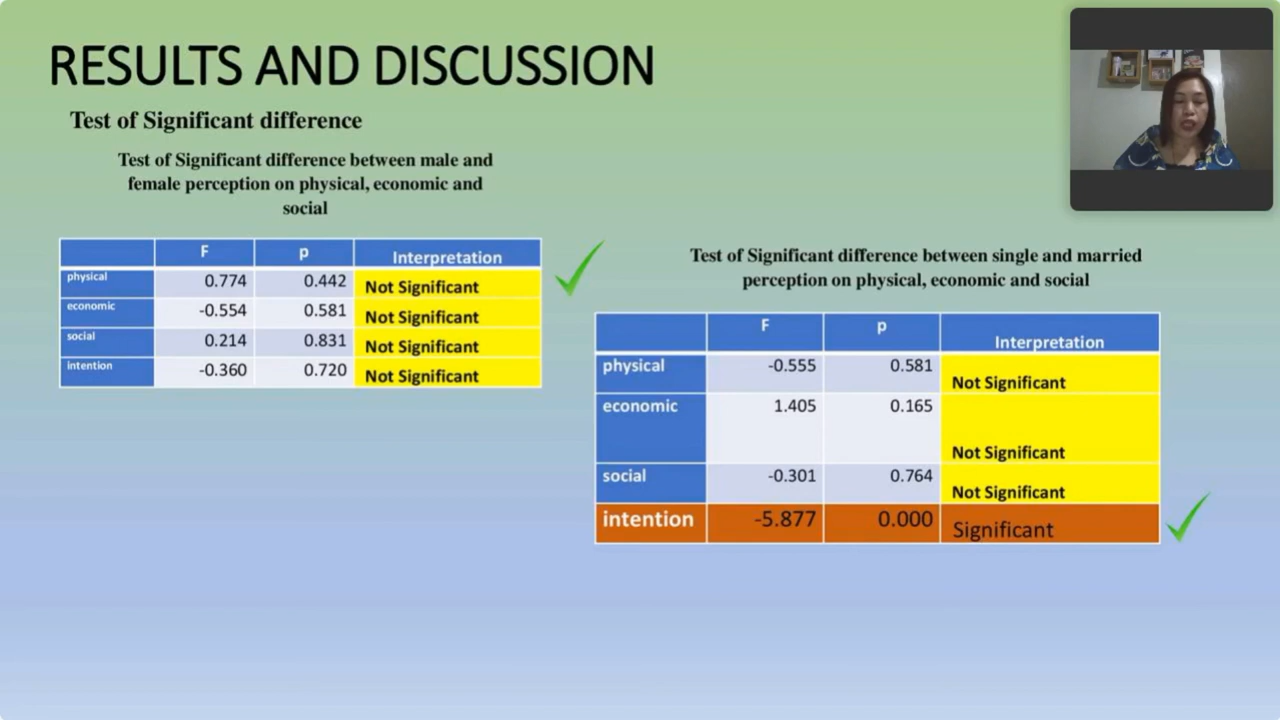 RESULTS AND DISCUSSION
Test of Significant difference
Test of Significant difference between male and
female perception on physical, economic and
social
F p Interpretation
physical 0.774 0.442 Not Significant
economic -0.554 0.581 Not Significant
social 0.214 0.831 Not Significant
intention -0.360 0.720 Not Significant
Test of Significant difference between single and married
perception on physical, economic and social
F p Interpretation
physical -0.555 0.581 Not Significant
economic 1.405 0.165 Not Significant
social -0.301 0.764 Not Significant
intention -5.877 0.000 Significant